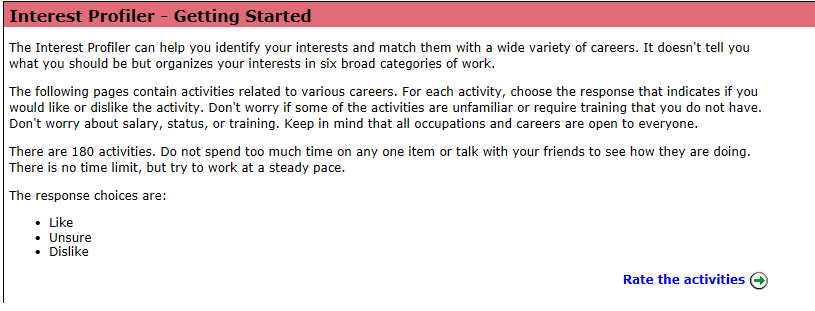 Interest Profiler - Getting Started
The Interest Profiler can help you identify your interests and match them with a wide variety of careers. It doesn't tell you
what you should be but organizes your interests in six broad categories of work.
The following pages contain activities related to various careers. For each activity, choose the response that indicates if you
would like or dislike the activity. Don't worry if some of the activities are unfamiliar or require training that you do not have.
Don't worry about salary, status, or training. Keep in mind that all occupations and careers are open to everyone.
There are 180 activities. Do not spend too much time on any one item or talk with your friends to see how they are doing.
There is no time limit, but try to work at a steady pace.
The response choices are:
• Like
• Unsure
• Dislike
Rate the activities